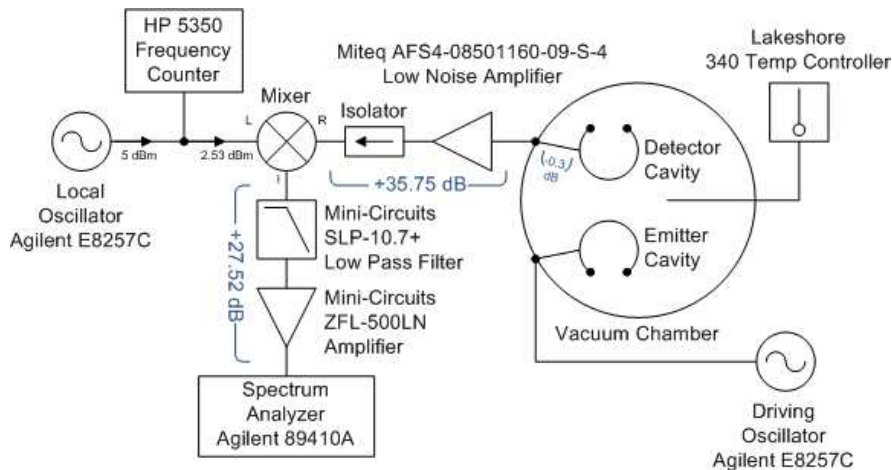 HP 5350
Frequency
Counter
Miteq AFS4-08501160-09-S-4
Low Noise Amplifier
Lakeshore
340 Temp Controller
Mixer
Isolator
L
R
I
5 dBm
2.53 dBm
+35.75 dB
(-0.3)
dB
Detector
Cavity
Local
Oscillator
Agilent E8257C
+27.52 dB
Mini-Circuits
SLP-10.7+
Low Pass Filter
Emitter
Cavity
Mini-Circuits
ZFL-500LN
Amplifier
Vacuum Chamber
Spectrum
Analyzer
Agilent 89410A
Driving
Oscillator
Agilent E8257C